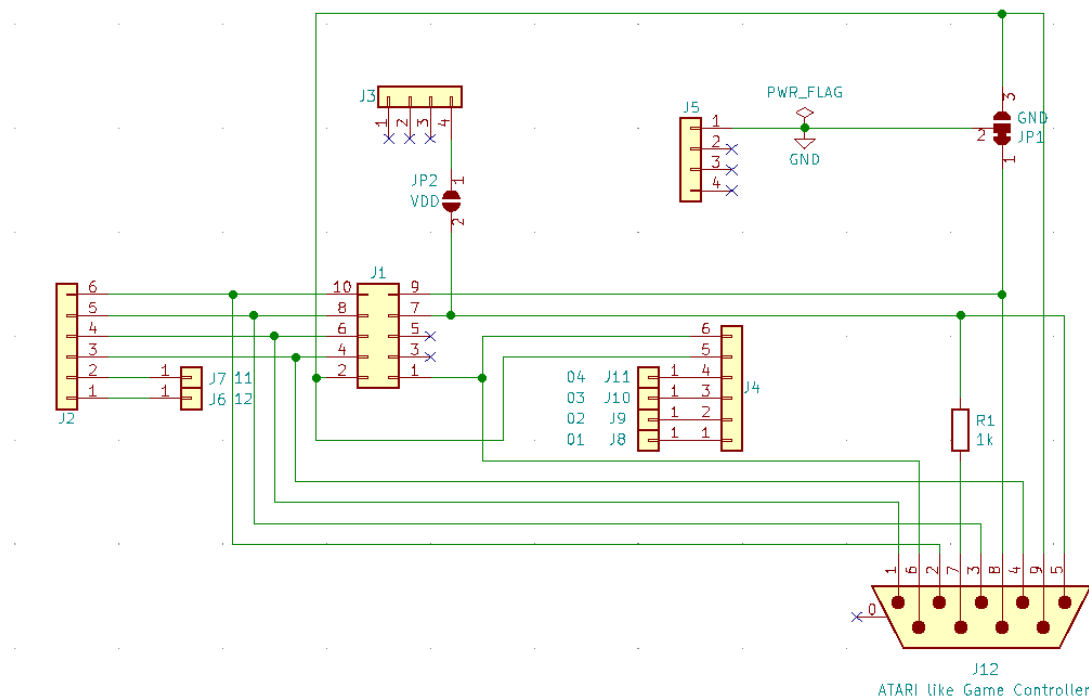 3
J3
PWR_FLAG
J5
1
GND
2
JP1
1 2 3 4
2
3
GND
1
4
JP2
1
VDD
2
J1
6
10
9
5
8
7
4
6
5
6
3
4
3
5
2
1
J7 11
2
1
04
J11
1
4
J4
1
1
J6 12
03
J10
1
3
J2
02
J9
1
2
R1
01
J8
1
1
1k
1 6 2 7 3 8 4 9 5
0
J12
ATARI like Game Controller